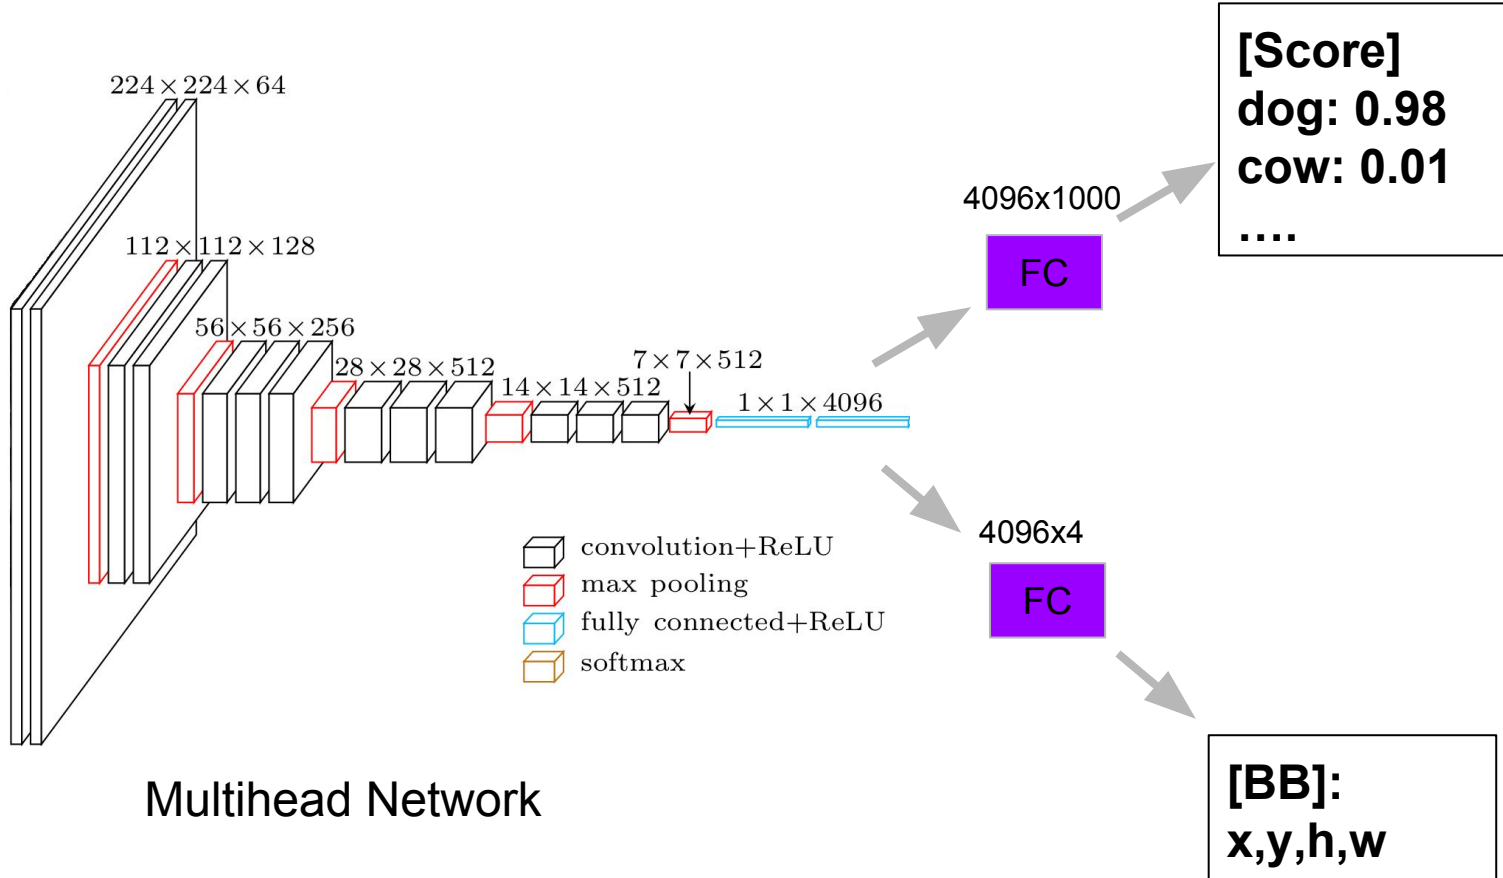 224×224×64
112×112×128
56×56×256
28×28×512
14×14×512
7×7×512
1×1×4096
convolution+ReLU
max pooling
fully connected+ReLU
softmax
Multihead Network
4096x1000
FC
[Score]
dog: 0.98
cow: 0.01
....
4096x4
FC
[BB]:
x,y,h,w